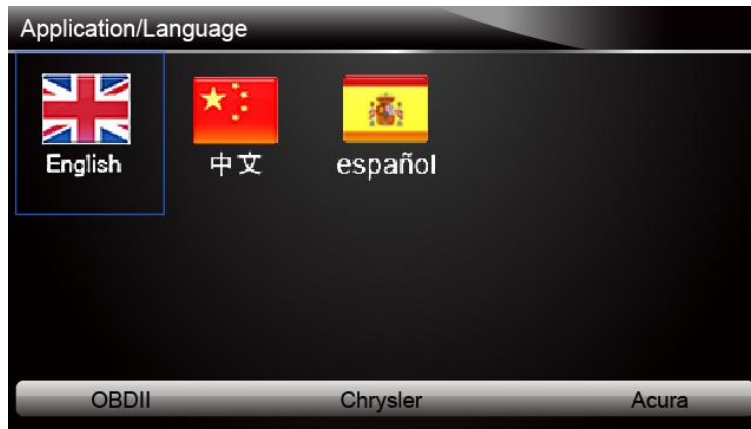 Application/Language
English 中文 español
OBDII Chrysler Acura